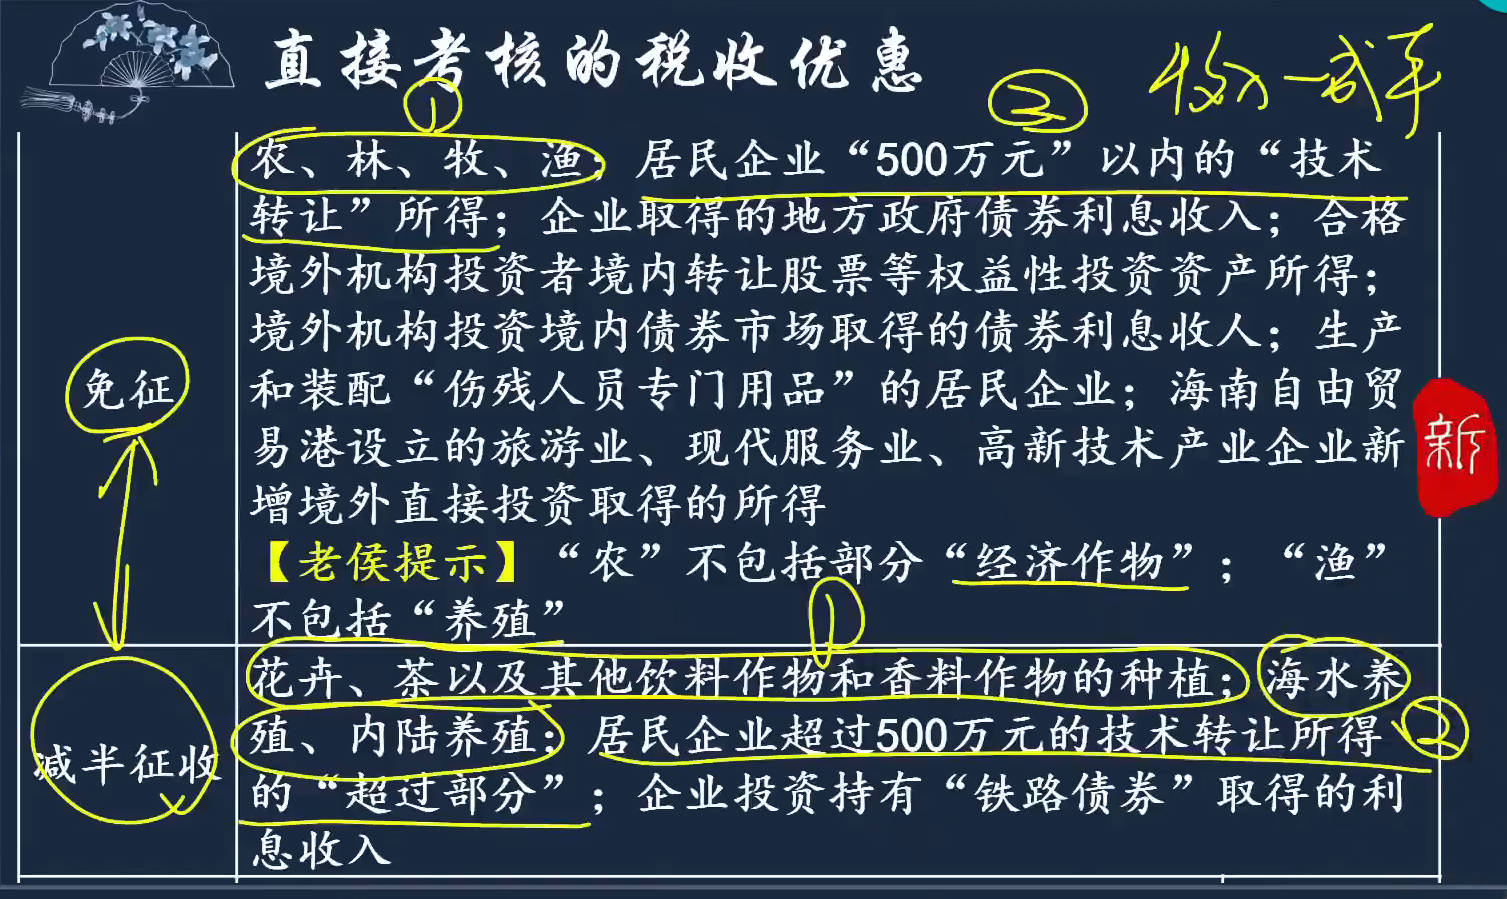 直接考核的税收优惠
① ②
农、林、牧、渔；居民企业“500万元”以内的“技术
转让”所得；企业取得的地方政府债券利息收入；合格
境外机构投资者境内转让股票等权益性投资资产所得；
境外机构投资境内债券市场取得的债券利息收人；生产
免征
和装配“伤残人员专门用品”的居民企业；海南自由贸
易港设立的旅游业、现代服务业、高新技术产业企业新
新
增境外直接投资取得的所得
【老侯提示】“农”不包括部分“经济作物”；“渔”
不包括“养殖”
①
花卉、茶以及其他饮料作物和香料作物的种植；海水养
殖、内陆养殖；居民企业超过500万元的技术转让所得
②
减半征收
的“超过部分”；企业投资持有“铁路债券”取得的利
息收入